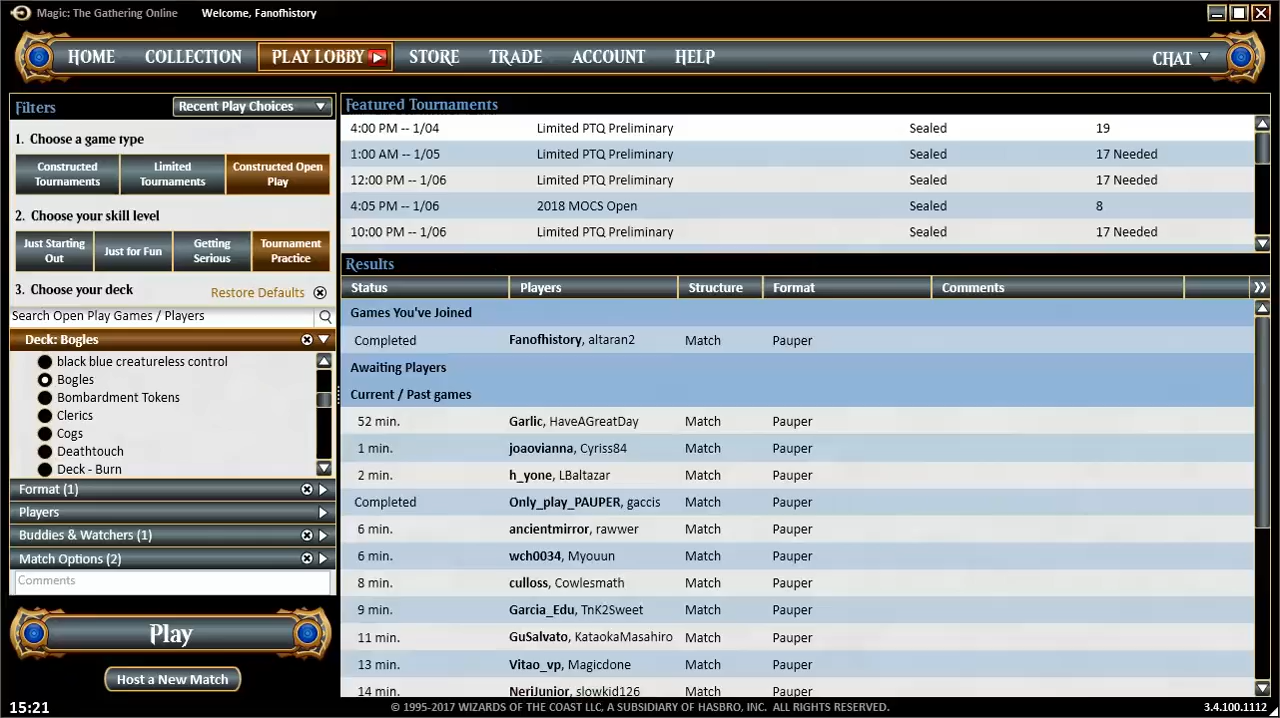 Magic: The Gathering Online Welcome, Fanofhistory
HOME COLLECTION PLAY LOBBY STORE TRADE ACCOUNT HELP CHAT
Filters Recent Play Choices
1. Choose a game type
Constructed Tournaments Limited Tournaments Constructed Open Play
2. Choose your skill level
Just Starting Out Just for Fun Getting Serious Tournament Practice
3. Choose your deck Restore Defaults
Search Open Play Games / Players
Deck: Bogles
black blue creatureless control
Bogles
Bombardment Tokens
Clerics
Cogs
Deathtouch
Deck - Burn
Format (1)
Players
Buddies & Watchers (1)
Match Options (2)
Comments
Play
Host a New Match
15:21
Featured Tournaments
4:00 PM -- 1/04 Limited PTQ Preliminary Sealed 19
1:00 AM -- 1/05 Limited PTQ Preliminary Sealed 17 Needed
12:00 PM -- 1/06 Limited PTQ Preliminary Sealed 17 Needed
4:05 PM -- 1/06 2018 MOCS Open Sealed 8
10:00 PM -- 1/06 Limited PTQ Preliminary Sealed 17 Needed
Results
Status Players Structure Format Comments
Games You've Joined
Completed Fanofhistory, altaran2 Match Pauper
Awaiting Players
Current / Past games
52 min. Garlic, HaveAGreatDay Match Pauper
1 min. joaovianna, Cyriss84 Match Pauper
2 min. h_yone, LBaltazar Match Pauper
Completed Only_play_PAUPER, gaccis Match Pauper
6 min. ancientmirror, rawwer Match Pauper
6 min. wch0034, Myouun Match Pauper
8 min. culloss, Cowlesmath Match Pauper
9 min. Garcia_Edu, TnK2Sweet Match Pauper
11 min. GuSalvato, KataokaMasahiro Match Pauper
13 min. Vitao_vp, Magicdone Match Pauper
14 min. NeriJunior, slowkid126 Match Pauper
© 1995-2017 WIZARDS OF THE COAST LLC, A SUBSIDIARY OF HASBRO, INC. ALL RIGHTS RESERVED.
3.4.100.1112